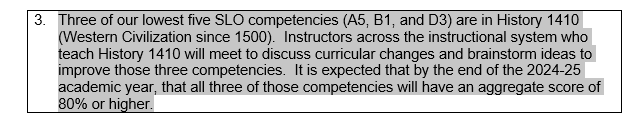 3. Three of our lowest five SLO competencies (A5, B1, and D3) are in History 1410
(Western Civilization since 1500).  Instructors across the instructional system who
teach History 1410 will meet to discuss curricular changes and brainstorm ideas to
improve those three competencies.  It is expected that by the end of the 2024-25
academic year, that all three of those competencies will have an aggregate score of
80% or higher.